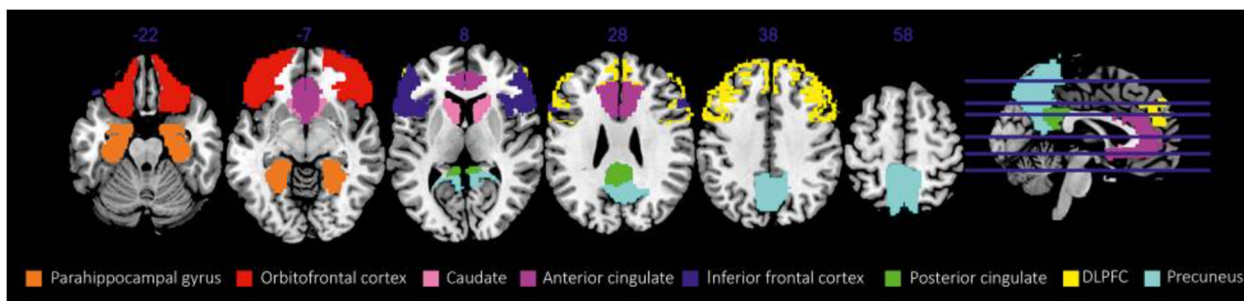 -22 -7 8 28 38 58
Parahippocampal gyrus Orbitofrontal cortex Caudate Anterior cingulate Inferior frontal cortex Posterior cingulate DLPFC Precuneus